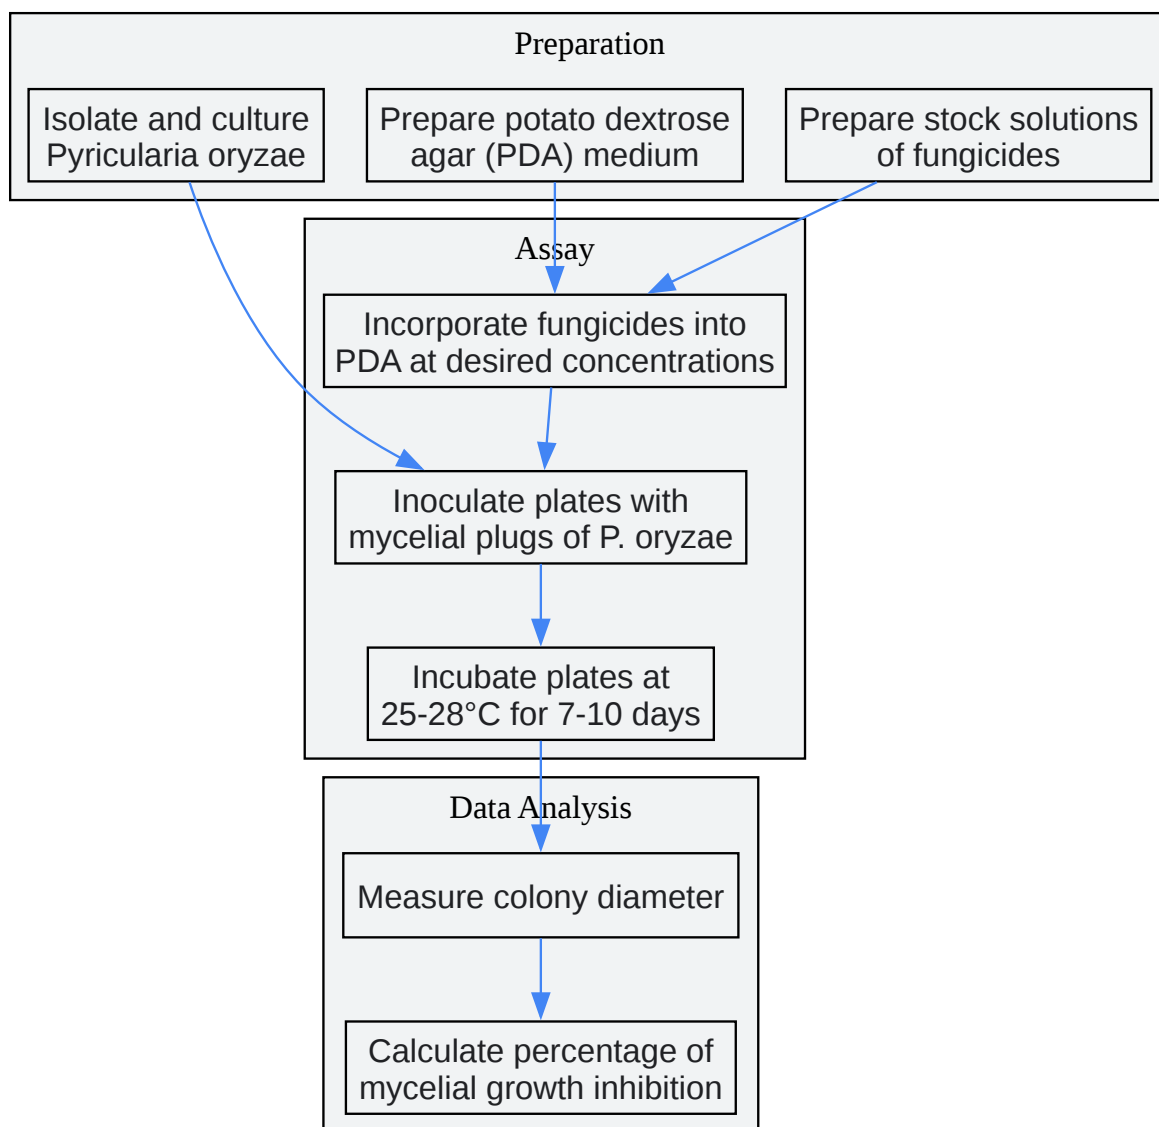 Preparation
Isolate and culture
Pyricularia oryzae
Prepare potato dextrose
agar (PDA) medium
Prepare stock solutions
of fungicides
Assay
Incorporate fungicides into
PDA at desired concentrations
Inoculate plates with
mycelial plugs of P. oryzae
Incubate plates at
25-28°C for 7-10 days
Data Analysis
Measure colony diameter
Calculate percentage of
mycelial growth inhibition